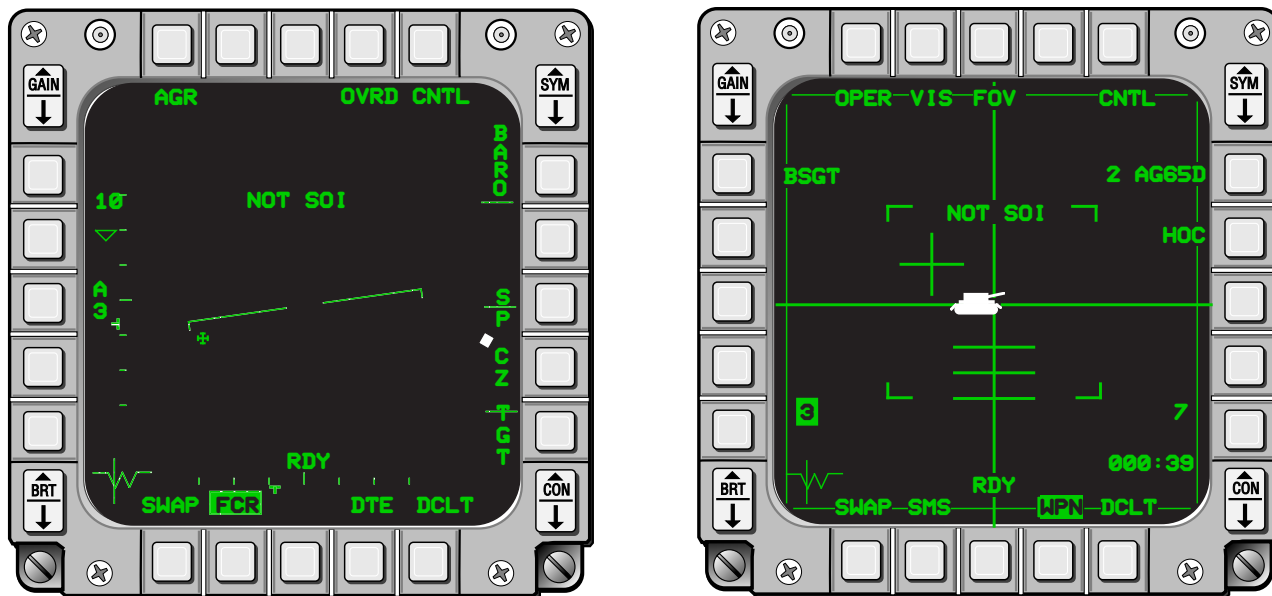 GAIN
SYM
AGR
OVRD CNTL
BARO
10
NOT SOI
A
3
SP
CZ
TGT
RDY
BRT
CON
SWAP FCR
DTE DCLT
GAIN
SYM
OPER VIS FOV
CNTL
BSGT
2 AG65D
NOT SOI
HOC
3
7
000:39
RDY
BRT
CON
SWAP SMS
WPN DCLT